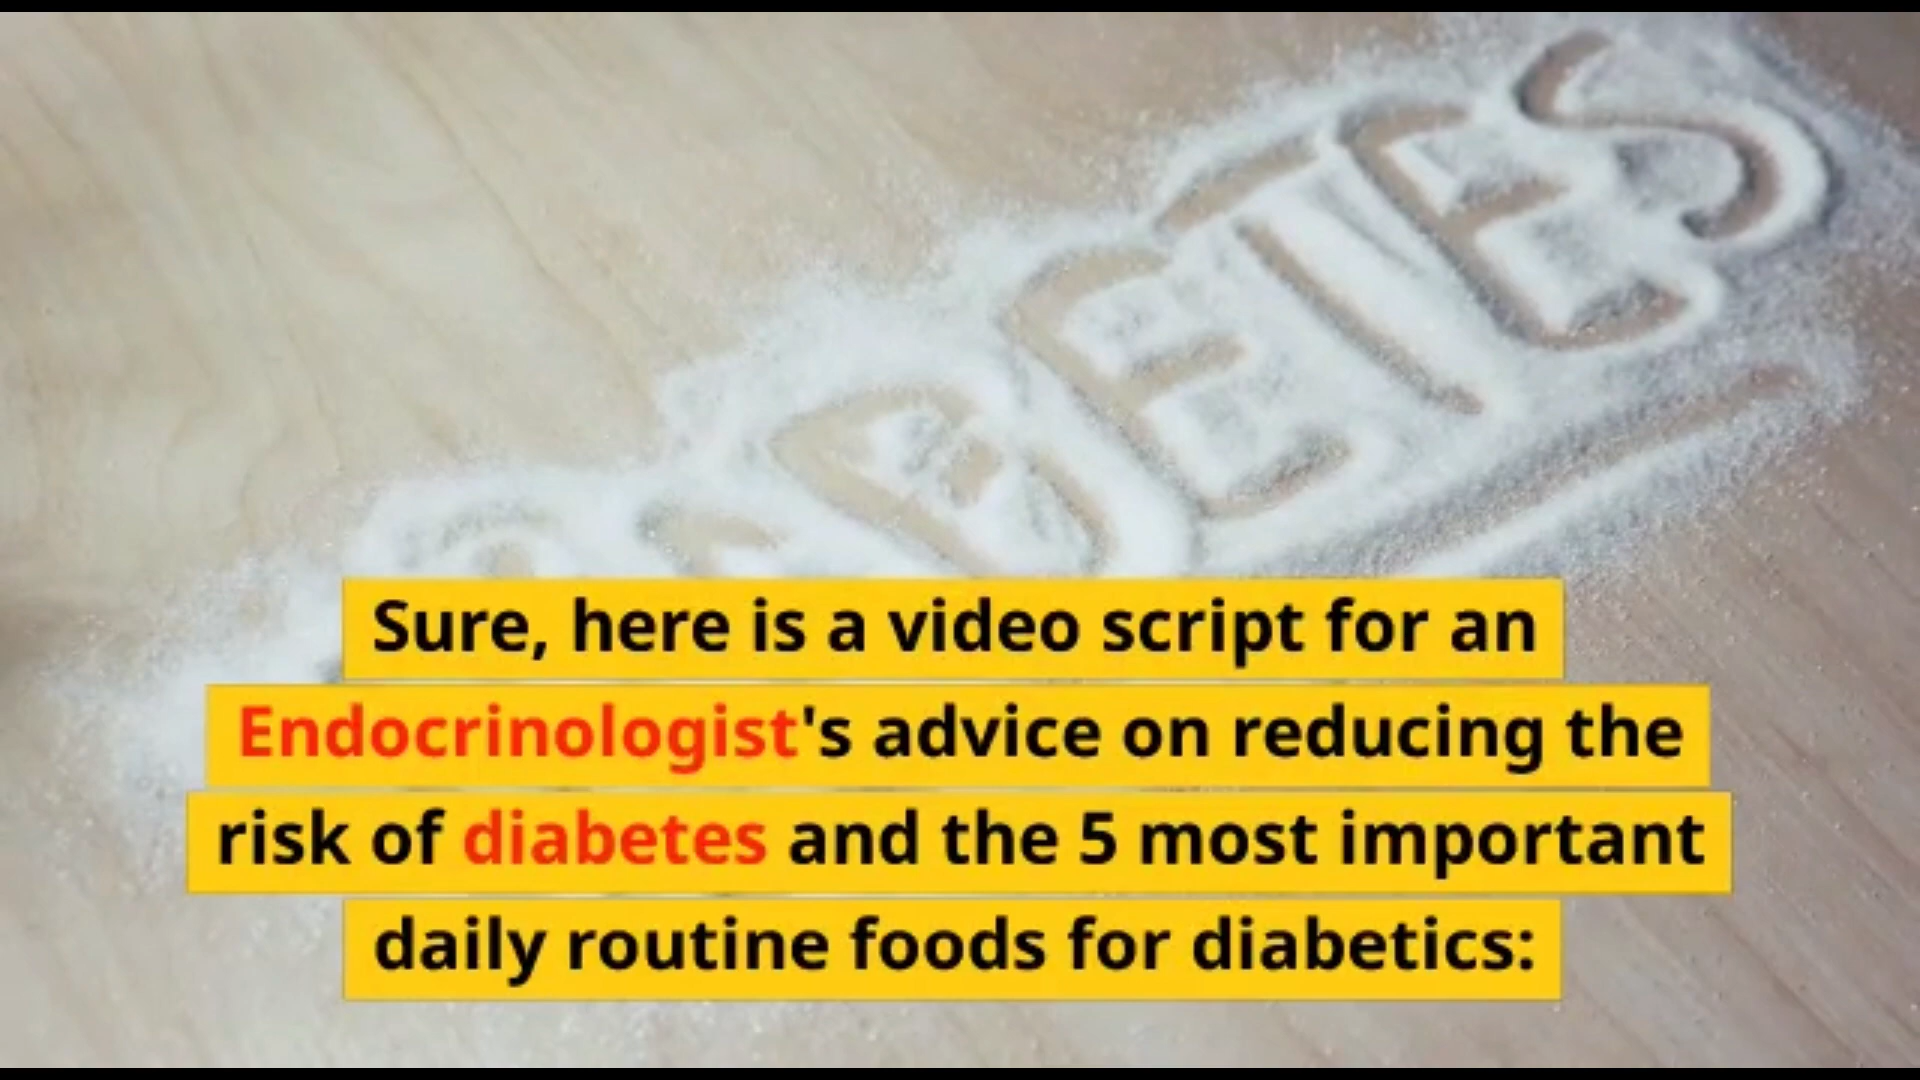 DIABETES
Sure, here is a video script for an
Endocrinologist's advice on reducing the
risk of diabetes and the 5 most important
daily routine foods for diabetics: